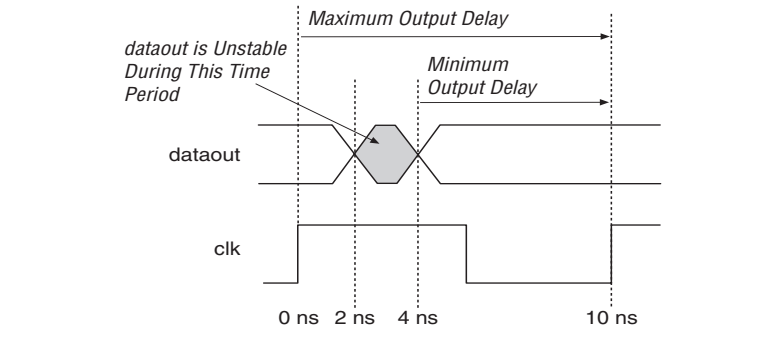 Maximum Output Delay
dataout is Unstable
During This Time
Period
Minimum
Output Delay
dataout
clk
0 ns 2 ns 4 ns 10 ns